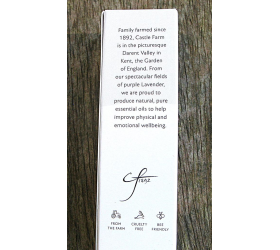 Family farmed since
1892, Castle Farm
is in the picturesque
Darent Valley in
Kent, the Garden
of England. From
our spectacular fields
of purple Lavender,
we are proud to
produce natural, pure
essential oils so help
improve physical and
emotional wellbeing.
FROM THE FARM
CRUELTY FREE
BEE FRIENDLY